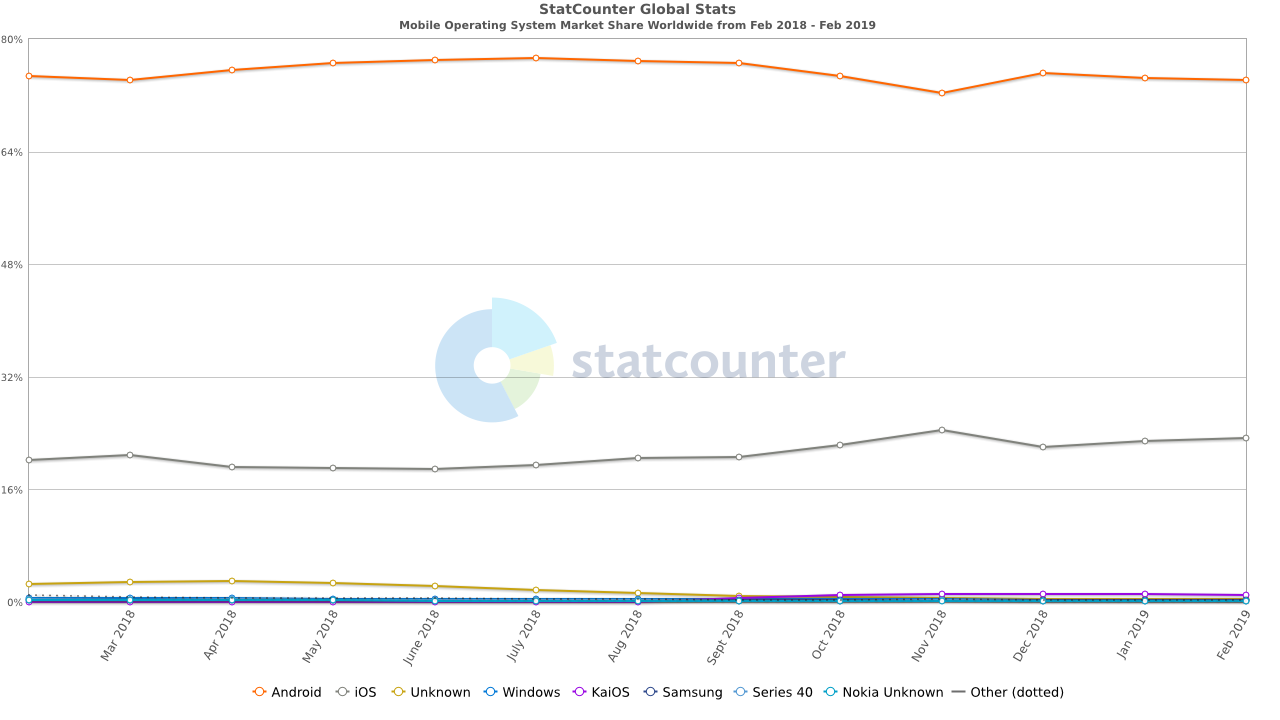 StatCounter Global Stats
Mobile Operating System Market Share Worldwide from Feb 2018 - Feb 2019
80%
64%
48%
32%
16%
0%
statcounter
Mar 2018
Apr 2018
May 2018
June 2018
July 2018
Aug 2018
Sept 2018
Oct 2018
Nov 2018
Dec 2018
Jan 2019
Feb 2019
Android iOS Unknown Windows KaiOS Samsung Series 40 Nokia Unknown Other (dotted)